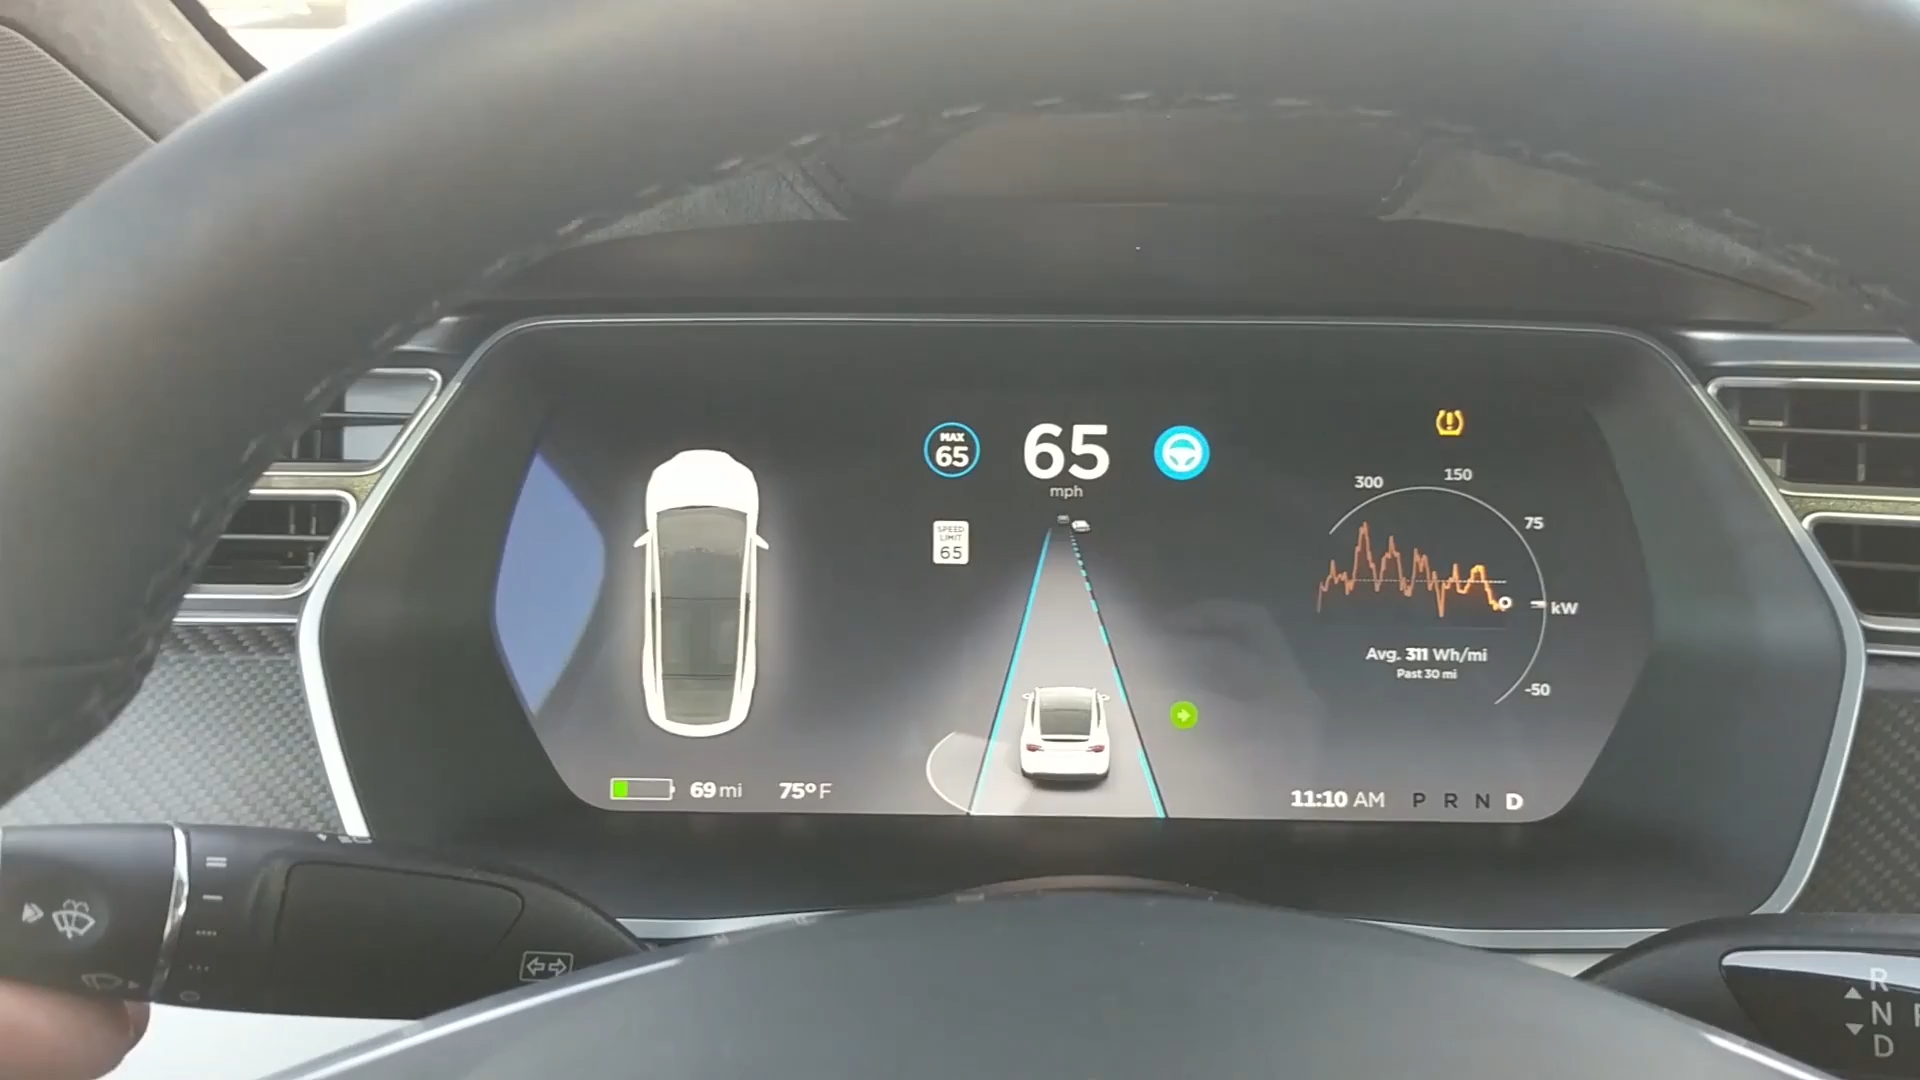 MAX
65
65
mph
SPEED
LIMIT
65
300
150
75
kW
-50
Avg. 311 Wh/mi
Past 30 mi
69 mi
75°F
11:10 AM
P R N D
R
N
D